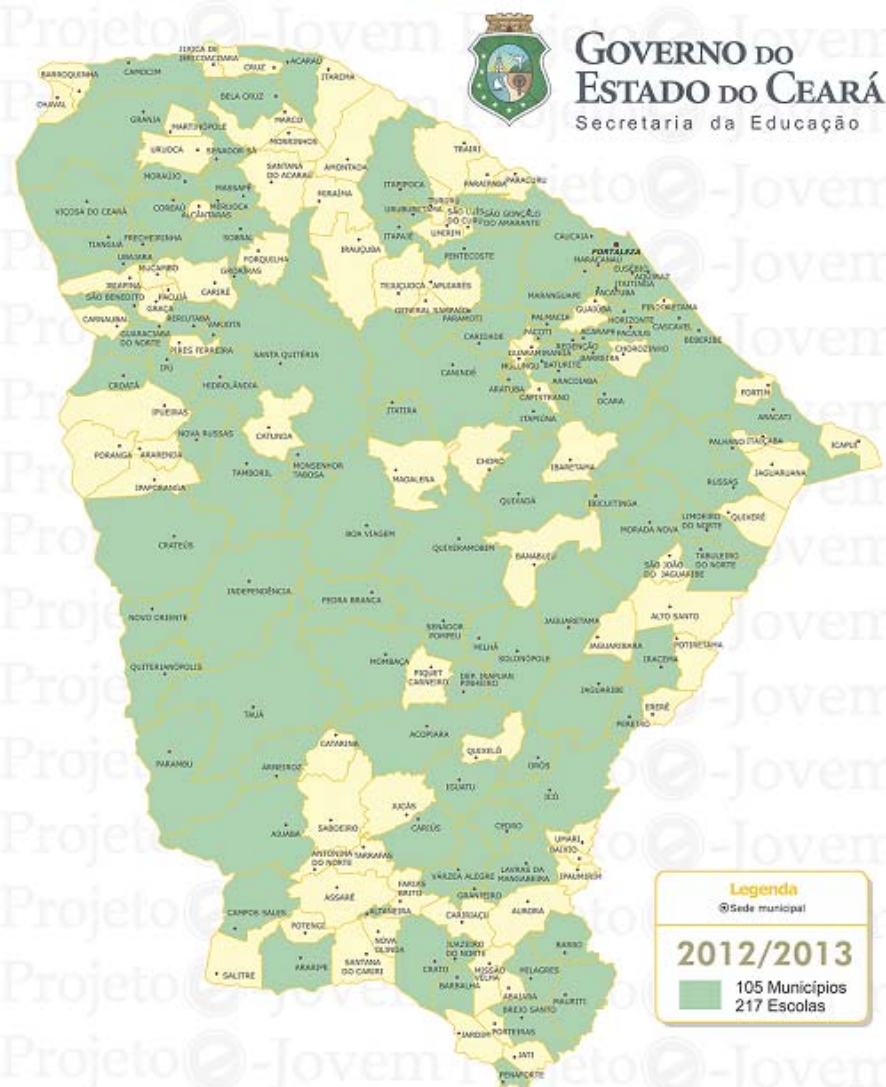 GOVERNO DO
ESTADO DO CEARÁ
Secretaria da Educação
Projeto e-Jovem
JIJOCA DE
JERICOACOARA
CRUZ
ACARAÚ
BARROQUINHA
CAMOCIM
ITAREMA
CHAVAL
BELA CRUZ
GRANJA
MARCO
MARTINÓPOLE
MORRINHOS
URUOCA
SENADOR SÁ
TRAIRI
SANTANA
DO ACARAÚ
AMONTADA
MORAÚJO
ITAPIPOCA
PARAIPABA
PARACURU
MASSAPÊ
MIRAÍMA
VIÇOSA DO CEARÁ
COREAÚ
MERUOCA
ALCÂNTARAS
TURURU
URUBURETAMA
SÃO LUÍS
DO CURU
SÃO GONÇALO
DO AMARANTE
UMIRIM
TIANGUÁ
FRECHEIRINHA
SOBRAL
IRAUÇUBA
ITAPAJÉ
CAUCAIA
FORTALEZA
UBAJARA
FORQUILHA
PENTECOSTE
MARACANAÚ
EUSÉBIO
AQUIRAZ
MUCAMBO
GROAÍRAS
IBIAPINA
PACUJÁ
CARIRÉ
TEJUÇUOCA
APUIARÉS
ITAITINGA
PACATUBA
SÃO BENEDITO
GRAÇA
GENERAL SAMPAIO
MARANGUAPE
GUAIÚBA
PINDORETAMA
CARNAUBAL
RERIUTABA
VARJOTA
PARAMOTI
PALMÁCIA
HORIZONTE
CASCAVEL
GUARACIABA
DO NORTE
PACOTI
ACARAPE
PACAJUS
BEBERIBE
PIRES FERREIRA
CARIDADE
REDENÇÃO
CHOROZINHO
IPÚ
SANTA QUITÉRIA
GUARAMIRANGA
BARREIRA
MULUNGU
BATURITÉ
CROATÁ
HIDROLÂNDIA
CANINDÉ
ARATUBA
ARACOIABA
CAPISTRANO
OCARA
FORTIM
IPUEIRAS
ITATIRA
ITAPIÚNA
ARACATI
NOVA RUSSAS
CATUNDA
PORANGA
ARARENDÁ
MONSENHOR
TABOSA
CHORÓ
PALHANO
ITAIÇABA
ICAPUÍ
TAMBORIL
MADALENA
IBARETAMA
JAGUARUANA
IPAPORANGA
RUSSAS
QUIXADÁ
IBICUITINGA
LIMOEIRO
DO NORTE
QUIXERÉ
CRATEÚS
BOA VIAGEM
QUIXERAMOBIM
MORADA NOVA
BANABUIÚ
SÃO JOÃO
DO JAGUARIBE
TABULEIRO
DO NORTE
INDEPENDÊNCIA
PEDRA BRANCA
NOVO ORIENTE
SENADOR
POMPEU
JAGUARETAMA
ALTO SANTO
MILHÃ
JAGUARIBARA
POTIRETAMA
QUITERIANÓPOLIS
MOMBAÇA
SOLONÓPOLE
IRACEMA
PIQUET
CARNEIRO
DEP. IRAPUAN
PINHEIRO
JAGUARIBE
TAUÁ
ERERÊ
ACOPIARA
PEREIRO
PARAMBU
CATARINA
QUIXELÔ
ARNEIROZ
ORÓS
IGUATU
ICÓ
JUCÁS
AIUABA
SABOEIRO
CARIÚS
CEDRO
UMARI
BAIXIO
ANTONINA
DO NORTE
TARRAFAS
VÁRZEA ALEGRE
LAVRAS DA
MANGABEIRA
IPAUMIRIM
ASSARÉ
FARIAS
BRITO
GRANJEIRO
CAMPOS SALES
ALTANEIRA
CARIRIAÇU
AURORA
POTENGI
NOVA
OLINDA
JUAZEIRO
DO NORTE
BARRO
SALITRE
ARARIPE
SANTANA
DO CARIRI
CRATO
MISSÃO
VELHA
MILAGRES
BARBALHA
ABAIARA
MAURITI
BREJO SANTO
JARDIM
PORTEIRAS
JATI
PENAFORTE
Legenda
Sede municipal
2012/2013
105 Municípios
217 Escolas